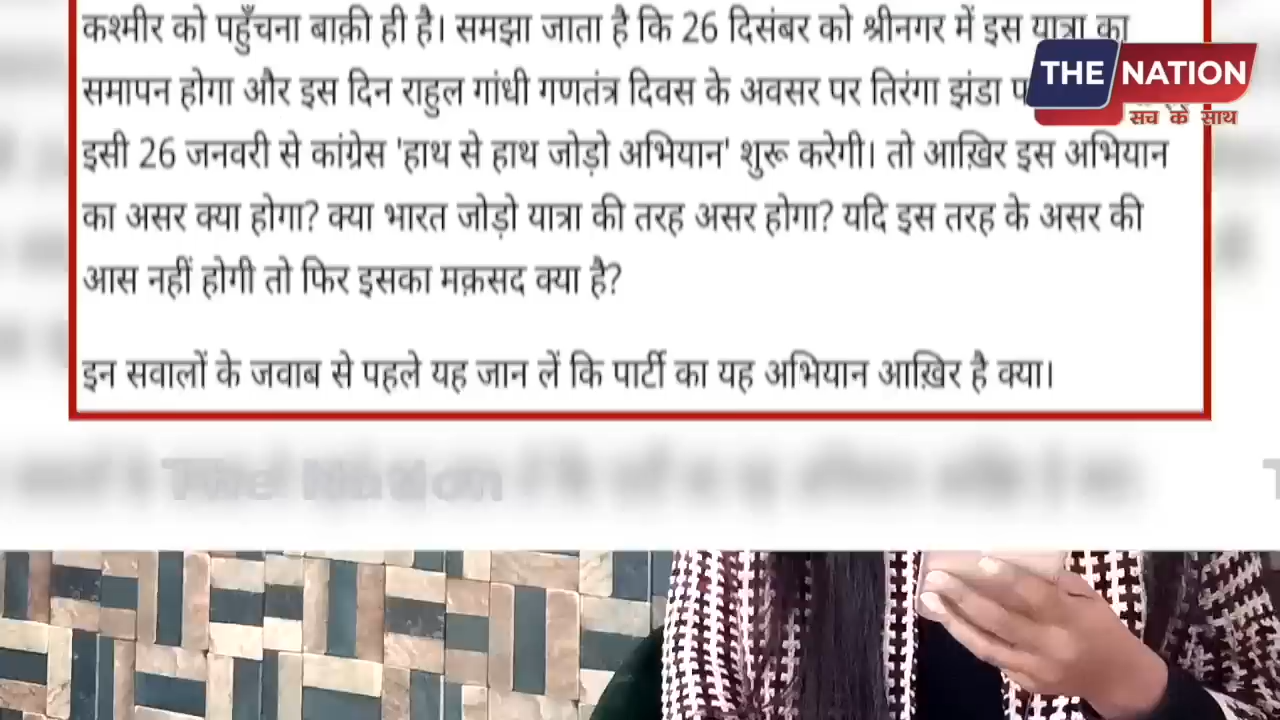 कश्मीर को पहुँचना बाक़ी ही है। समझा जाता है कि 26 दिसंबर को श्रीनगर में इस यात्रा का
समापन होगा और इस दिन राहुल गांधी गणतंत्र दिवस के अवसर पर तिरंगा झंडा
इसी 26 जनवरी से कांग्रेस 'हाथ से हाथ जोड़ो अभियान' शुरू करेगी। तो आख़िर इस अभियान
का असर क्या होगा? क्या भारत जोड़ो यात्रा की तरह असर होगा? यदि इस तरह के असर की
आस नहीं होगी तो फिर इसका मक़सद क्या है?
इन सवालों के जवाब से पहले यह जान लें कि पार्टी का यह अभियान आख़िर है क्या।
THE NATION
सच के साथ
The Nation